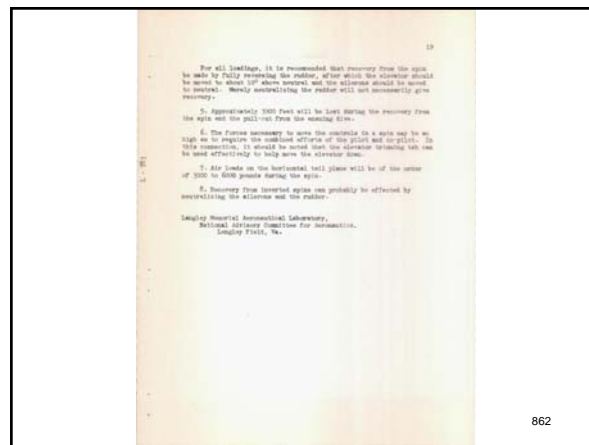 19
For all loadings, it is recommended that recovery from the spin
be made by fully reversing the rudder, after which the elevator should
be moved to about 10° above neutral and the ailerons should be moved
to neutral. Merely neutralizing the rudder will not necessarily give
recovery.
5. Approximately feet will be lost during the recovery from
the spin and the pull-out from the ensuing dive.
6. The forces necessary to move the controls in a spin may be so
high as to require the combined efforts of the pilot and co-pilot. In
this connection, it should be noted that the elevator trimming tab can
be used effectively to help move the elevator down.
7. Air loads on the horizontal tail plane will be of the order
of to 6000 pounds during the spin.
8. Recovery from inverted spins can probably be effected by
neutralizing the ailerons and the rudder.
Langley Memorial Aeronautical Laboratory,
National Advisory Committee for Aeronautics,
Langley Field, Va.
862